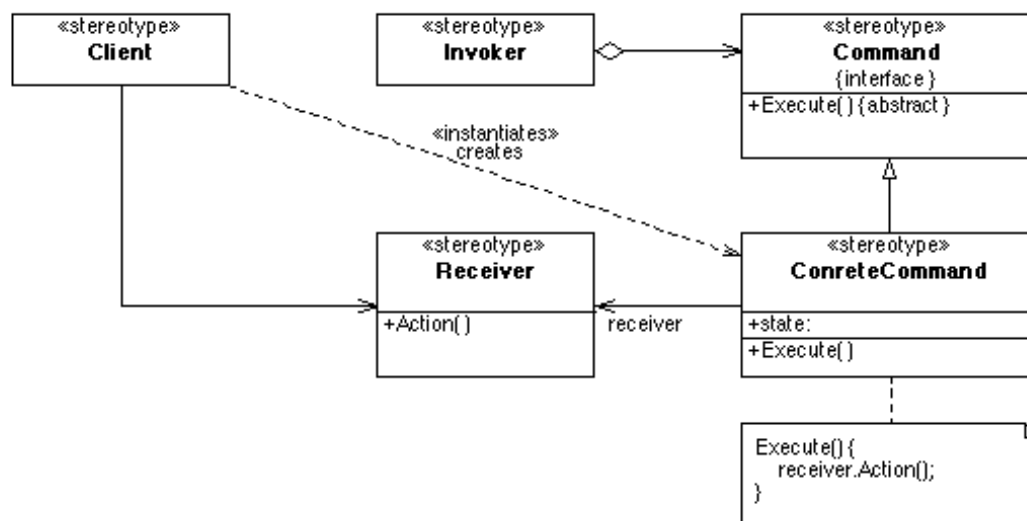 «stereotype»
Client
«stereotype»
Invoker
«stereotype»
Command
{interface}
+Execute() {abstract}
«instantiates»
creates
«stereotype»
Receiver
+Action()
receiver
«stereotype»
ConreteCommand
+state:
+Execute()
Execute() {
receiver.Action();
}